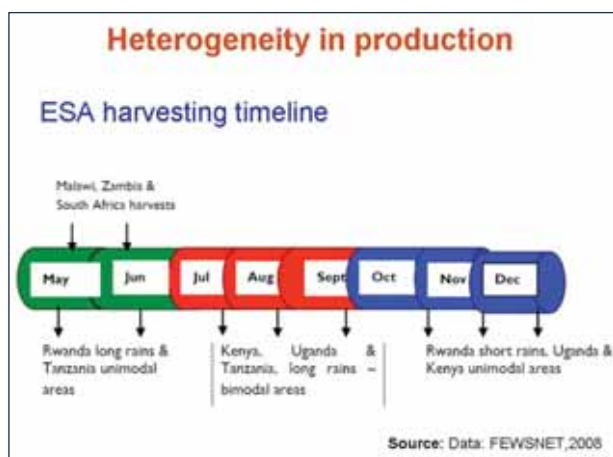 Heterogeneity in production
ESA harvesting timeline
Malawi, Zambia &
South Africa harvests
May Jun Jul Aug Sept Oct Nov Dec
Rwanda long rains &
Tanzania unimodal
areas
Kenya, Uganda &
Tanzania, long rains –
bimodal areas
Rwanda short rains, Uganda &
Kenya unimodal areas
Source: Data: FEWSNET,2008